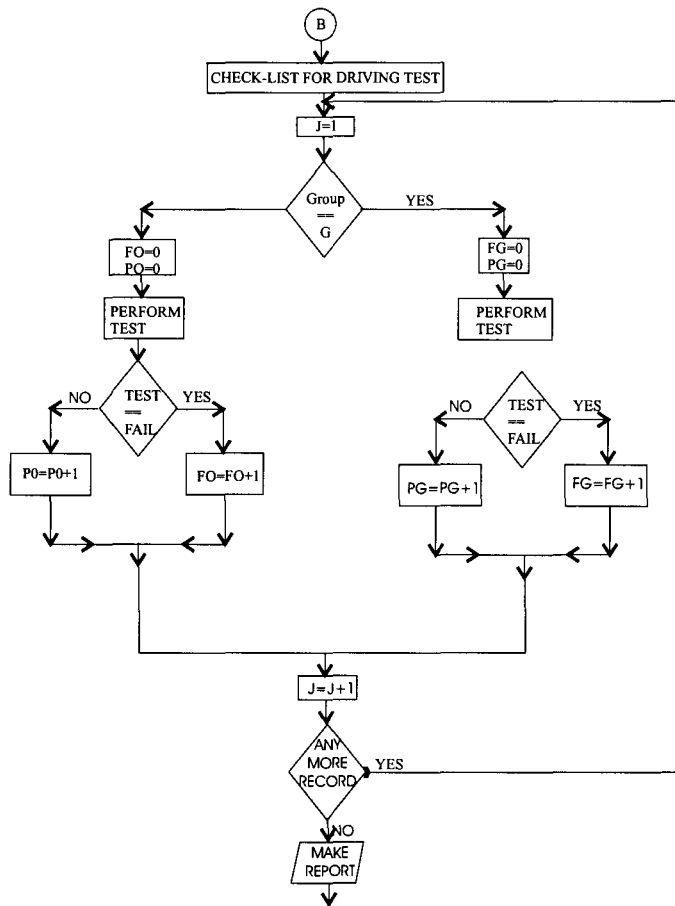 B
CHECK-LIST FOR DRIVING TEST
J=1
Group
==
G
YES
FO=0
PO=0
FG=0
PG=0
PERFORM
TEST
PERFORM
TEST
NO
TEST
==
FAIL
YES
NO
TEST
==
FAIL
YES
P0=P0+1
FO=FO+1
PG=PG+1
FG=FG+1
J=J+1
ANY
MORE
RECORD
YES
NO
MAKE
REPORT